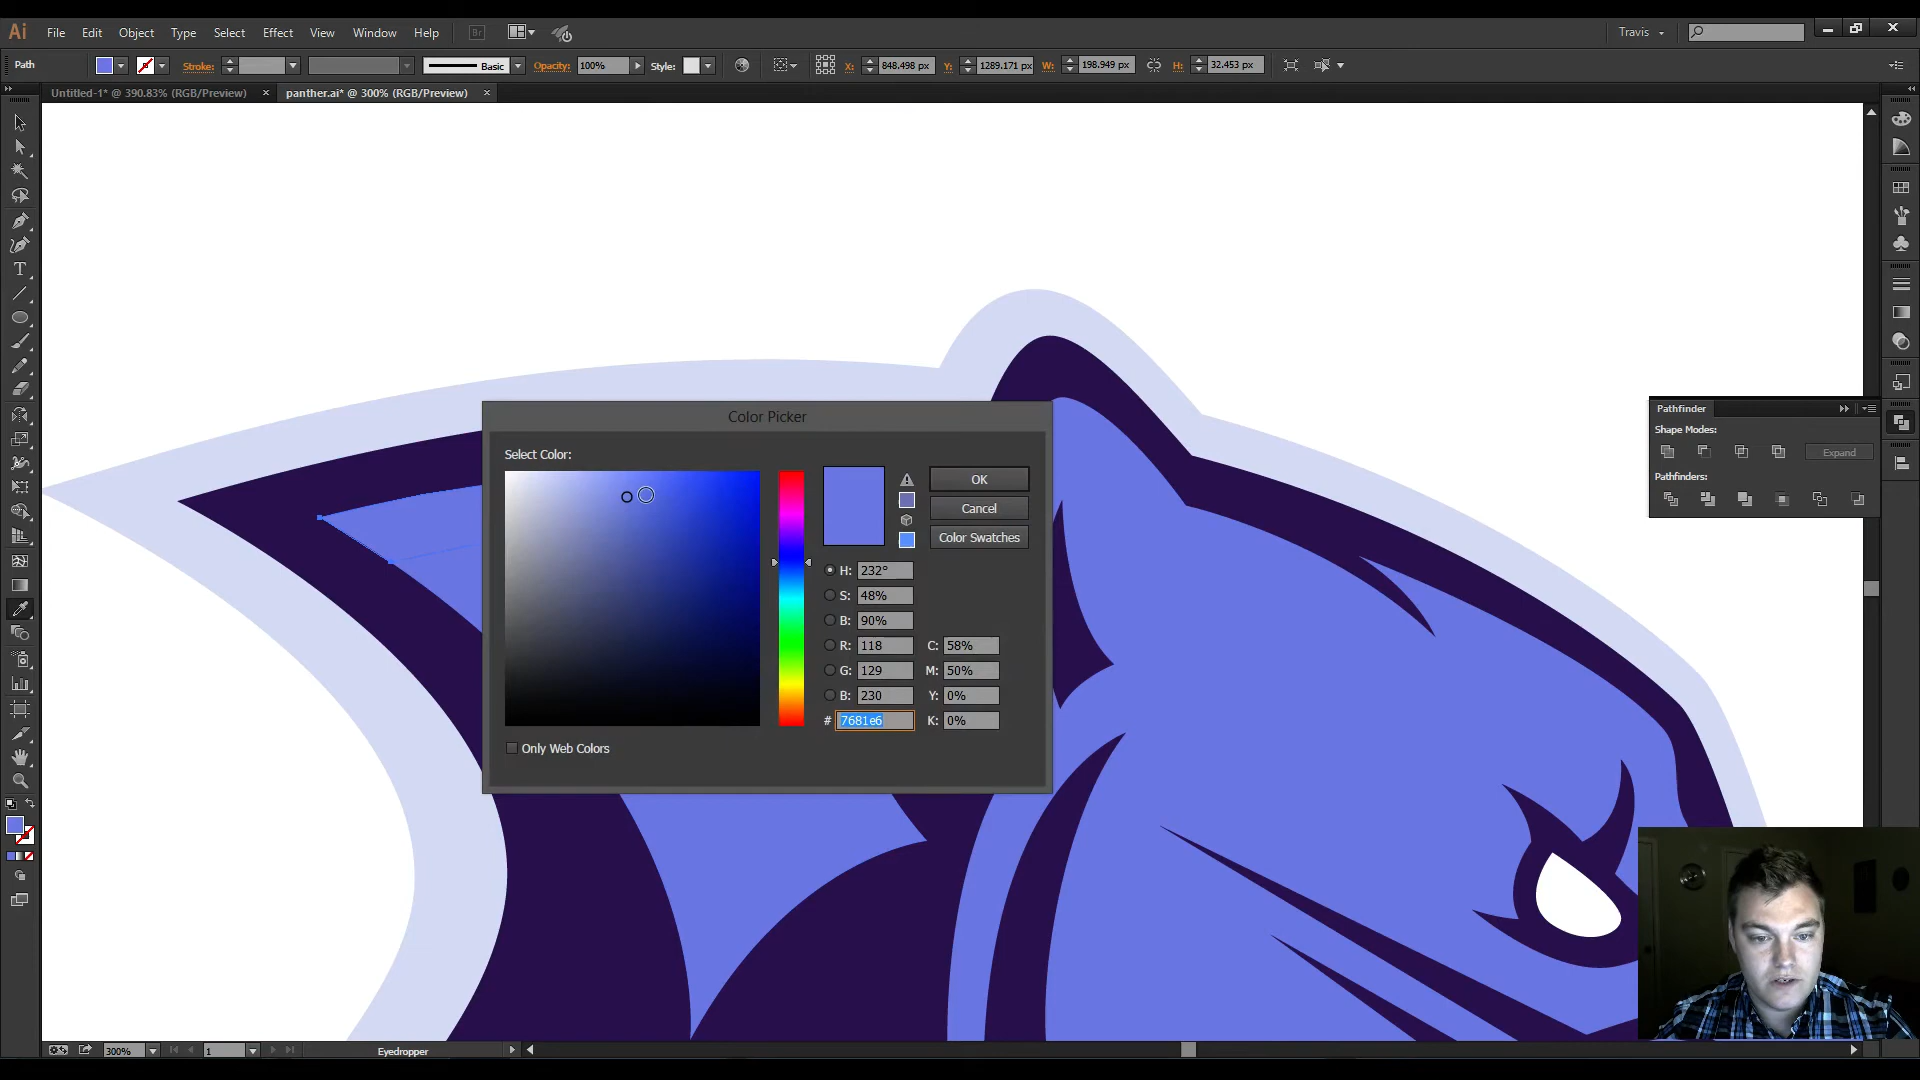 Ai File Edit Object Type Select Effect View Window Help Br Travis
Path Stroke: Basic Opacity: 100% Style: X: 848.498 px Y: 1289.171 px W: 198.949 px H: 32.453 px
Untitled-1* @ 390.83% (RGB/Preview) × panther.ai* @ 300% (RGB/Preview) ×
T
Color Picker
Select Color:
OK
Cancel
Color Swatches
H: 232°
S: 48%
B: 90%
R: 118 C: 58%
G: 129 M: 50%
B: 230 Y: 0%
# 7681e6 K: 0%
Only Web Colors
Pathfinder
Shape Modes:
Expand
Pathfinders:
300% 1 Eyedropper